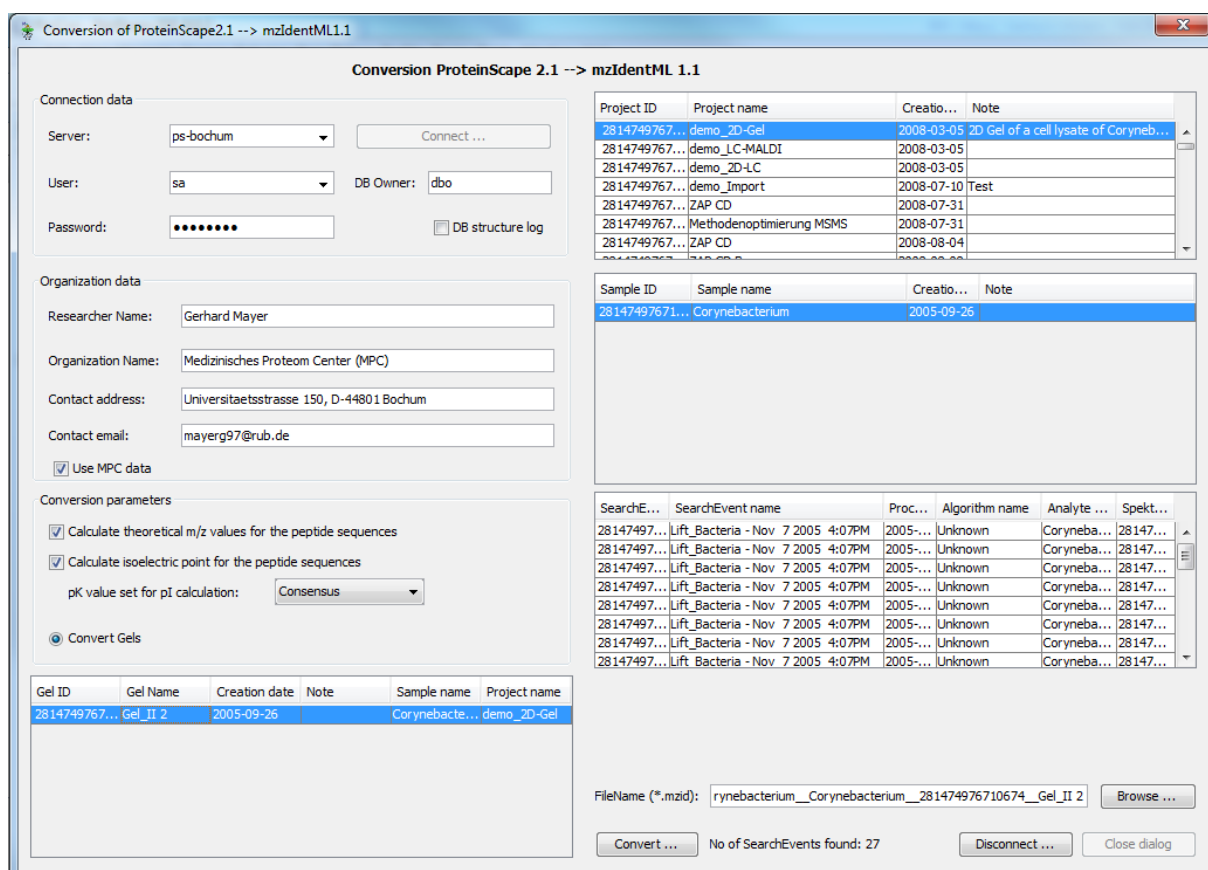 Conversion of ProteinScape2.1 --> mzIdentML1.1
Conversion ProteinScape 2.1 --> mzIdentML 1.1
Connection data
Server: ps-bochum Connect ...
User: sa DB Owner: dbo
Password: ●●●●●●●● DB structure log
Organization data
Researcher Name: Gerhard Mayer
Organization Name: Medizinisches Proteom Center (MPC)
Contact address: Universitaetsstrasse 150, D-44801 Bochum
Contact email: mayerg97@rub.de
Use MPC data
Conversion parameters
Calculate theoretical m/z values for the peptide sequences
Calculate isoelectric point for the peptide sequences
pK value set for pI calculation: Consensus
Convert Gels
Gel ID Gel Name Creation date Note Sample name Project name
2814749767... Gel_II 2 2005-09-26 Corynebacte... demo_2D-Gel
Project ID Project name Creatio... Note
2814749767... demo_2D-Gel 2008-03-05 2D Gel of a cell lysate of Coryneb...
2814749767... demo_LC-MALDI 2008-03-05
2814749767... demo_2D-LC 2008-03-05
2814749767... demo_Import 2008-07-10 Test
2814749767... ZAP CD 2008-07-31
2814749767... Methodenoptimierung MSMS 2008-07-31
2814749767... ZAP CD 2008-08-04
Sample ID Sample name Creatio... Note
28147497671... Corynebacterium 2005-09-26
SearchE... SearchEvent name Proc... Algorithm name Analyte ... Spekt...
28147497... Lift_Bacteria - Nov 7 2005 4:07PM 2005-... Unknown Coryneba... 28147...
28147497... Lift_Bacteria - Nov 7 2005 4:07PM 2005-... Unknown Coryneba... 28147...
28147497... Lift_Bacteria - Nov 7 2005 4:07PM 2005-... Unknown Coryneba... 28147...
28147497... Lift_Bacteria - Nov 7 2005 4:07PM 2005-... Unknown Coryneba... 28147...
28147497... Lift_Bacteria - Nov 7 2005 4:07PM 2005-... Unknown Coryneba... 28147...
28147497... Lift_Bacteria - Nov 7 2005 4:07PM 2005-... Unknown Coryneba... 28147...
28147497... Lift_Bacteria - Nov 7 2005 4:07PM 2005-... Unknown Coryneba... 28147...
28147497... Lift_Bacteria - Nov 7 2005 4:07PM 2005-... Unknown Coryneba... 28147...
FileName (*.mzid): rynebacterium__Corynebacterium__281474976710674__Gel_II 2 Browse ...
Convert ... No of SearchEvents found: 27 Disconnect ... Close dialog